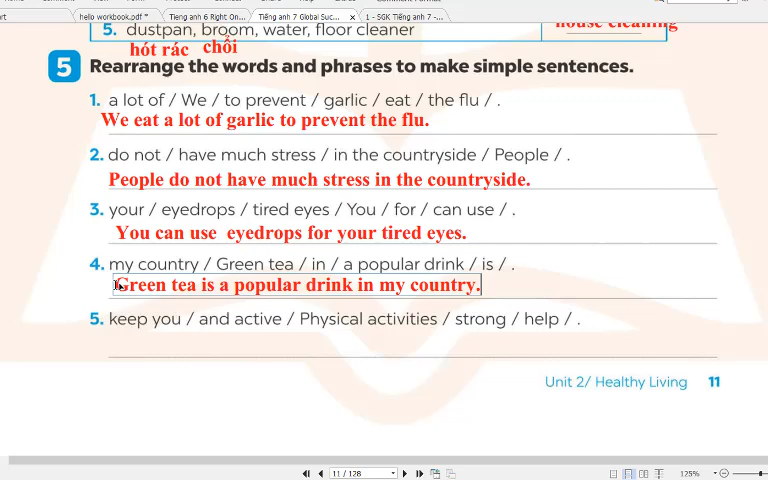 hello workbook.pdf *
Tieng anh 6 Right On...
Tiếng anh 7 Global Suc...
1 - SGK Tiếng anh 7 -...
5. dustpan, broom, water, floor cleaner
house cleaning
hót rác chổi
5 Rearrange the words and phrases to make simple sentences.
1. a lot of / We / to prevent / garlic / eat / the flu / .
We eat a lot of garlic to prevent the flu.
2. do not / have much stress / in the countryside / People / .
People do not have much stress in the countryside.
3. your / eyedrops / tired eyes / You / for / can use / .
You can use eyedrops for your tired eyes.
4. my country / Green tea / in / a popular drink / is / .
Green tea is a popular drink in my country.
5. keep you / and active / Physical activities / strong / help / .
Unit 2/ Healthy Living 11
11 / 128
125%